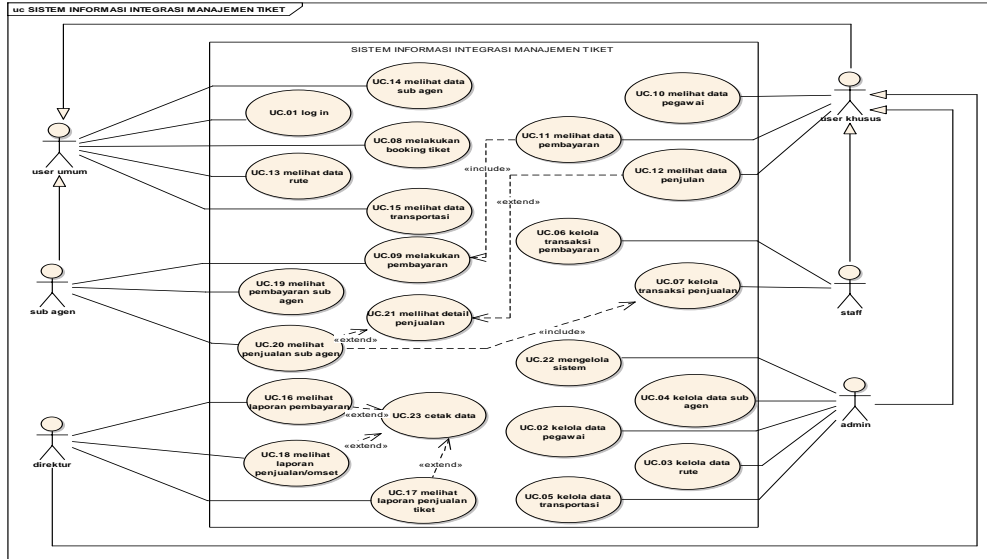 uc SISTEM INFORMASI INTEGRASI MANAJEMEN TIKET
SISTEM INFORMASI INTEGRASI MANAJEMEN TIKET
UC.14 melihat data
sub agen
UC.01 log in
UC.08 melakukan
booking tiket
UC.13 melihat data
rute
UC.15 melihat data
transportasi
UC.09 melakukan
pembayaran
UC.19 melihat
pembayaran sub
agen
UC.21 mellihat detail
penjualan
UC.20 melihat
penjualan sub agen
UC.16 melihat
laporan pembayaran
UC.23 cetak data
UC.18 melihat
laporan
penjualan/omset
UC.17 melihat
laporan penjualan
tiket
UC.10 melihat data
pegawai
UC.11 melihat data
pembayaran
UC.12 melihat data
penjulan
UC.06 kelola
transaksi
pembayaran
UC.07 kelola
transaksi penjualan
UC.22 mengelola
sistem
UC.04 kelola data sub
agen
UC.02 kelola data
pegawai
UC.03 kelola data
rute
UC.05 kelola data
transportasi
«include»
«extend»
«include»
«extend»
«extend»
«extend»
«extend»
user umum
sub agen
direktur
user khusus
staff
admin